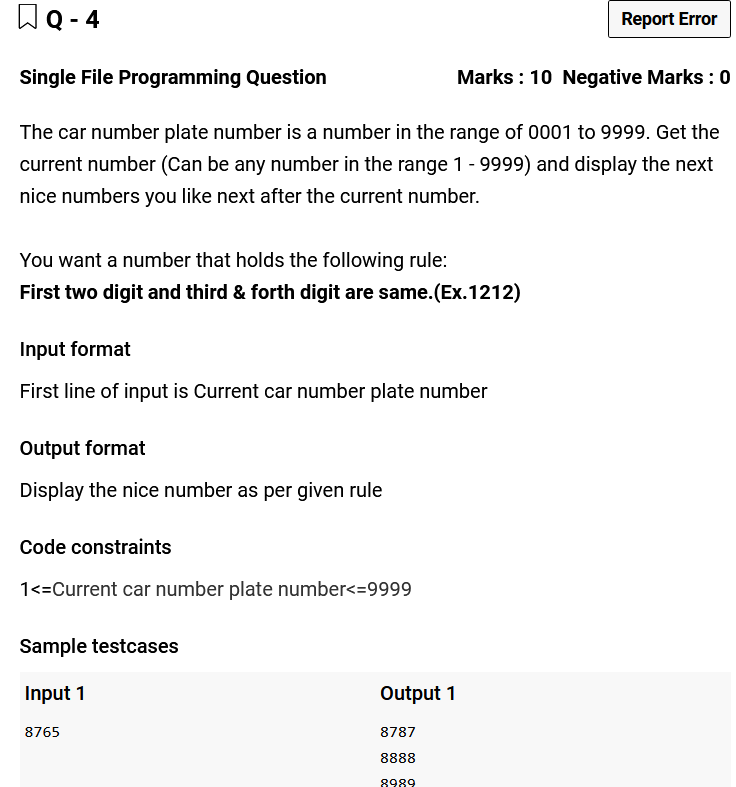 Q - 4
Report Error
Single File Programming Question
Marks : 10 Negative Marks : 0
The car number plate number is a number in the range of 0001 to 9999. Get the
current number (Can be any number in the range 1 - 9999) and display the next
nice numbers you like next after the current number.
You want a number that holds the following rule:
First two digit and third & forth digit are same.(Ex.1212)
Input format
First line of input is Current car number plate number
Output format
Display the nice number as per given rule
Code constraints
1<=Current car number plate number<=9999
Sample testcases
Input 1
Output 1
8765
8787
8888
8989